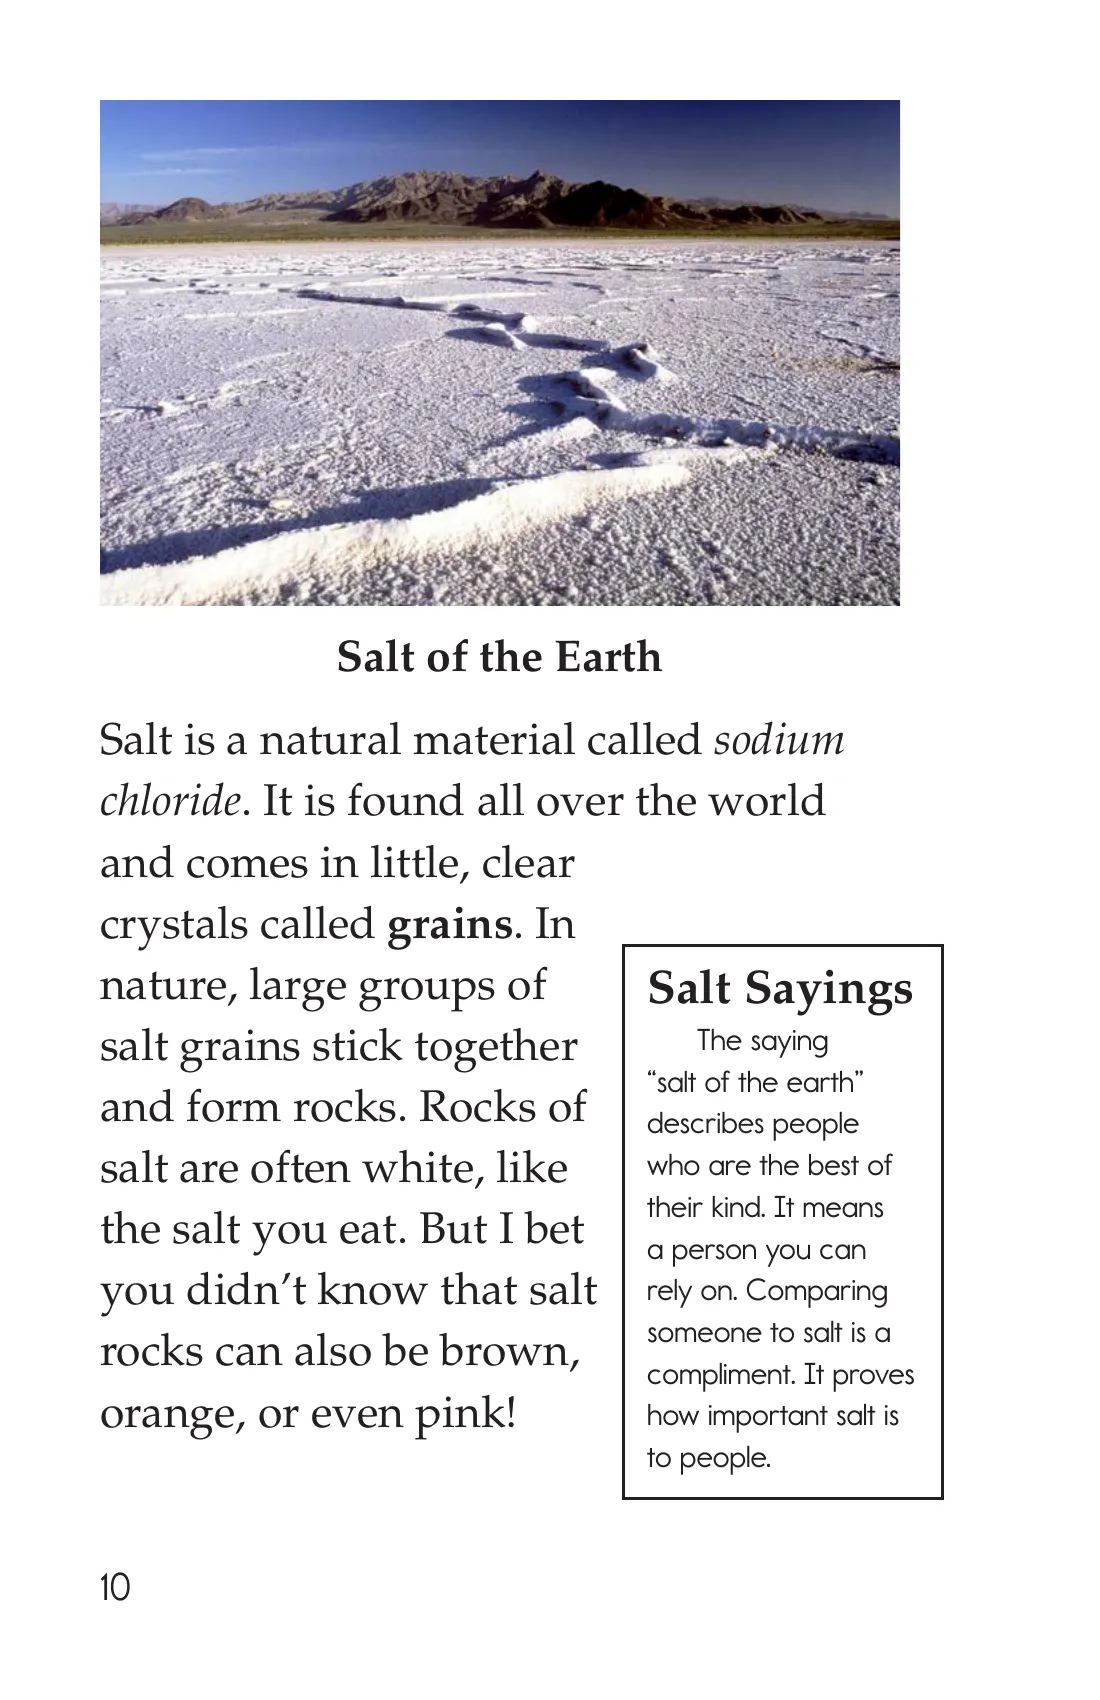 Salt of the Earth
Salt is a natural material called sodium
chloride. It is found all over the world
and comes in little, clear
crystals called grains. In
nature, large groups of
salt grains stick together
and form rocks. Rocks of
salt are often white, like
the salt you eat. But I bet
you didn’t know that salt
rocks can also be brown,
orange, or even pink!
Salt Sayings
The saying
“salt of the earth”
describes people
who are the best of
their kind. It means
a person you can
rely on. Comparing
someone to salt is a
compliment. It proves
how important salt is
to people.
10